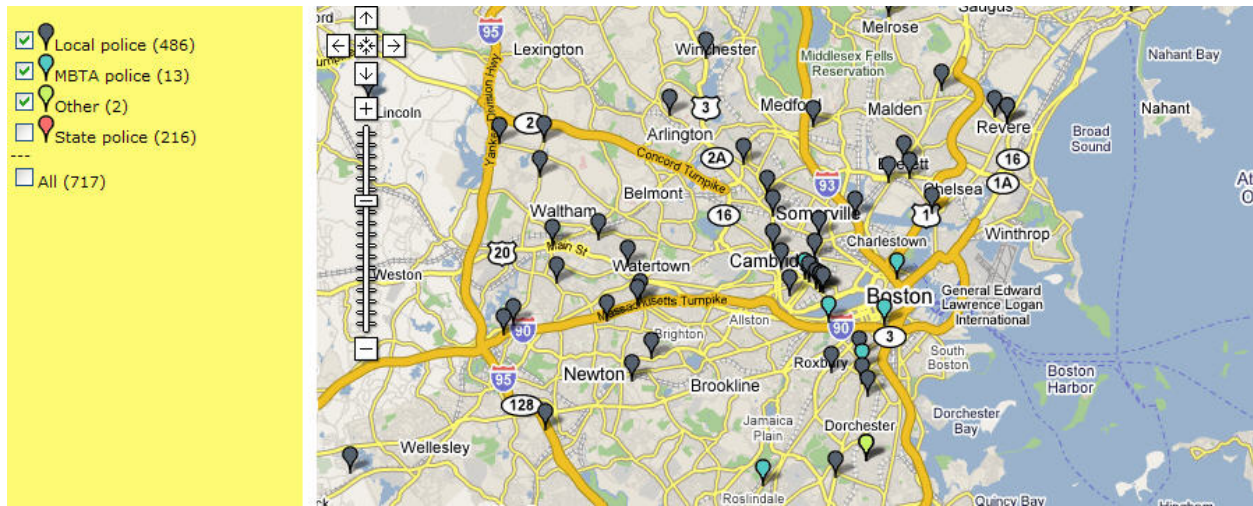 Local police (486)
MBTA police (13)
Other (2)
State police (216)
---
All (717)
Saugus
Melrose
95
Lexington
Winchester
Middlesex Fells
Reservation
Nahant Bay
Lincoln
Yankee Division Hwy
2
3
Medford
Malden
Nahant
Arlington
Revere
Broad
Sound
Concord Turnpike
2A
Everett
16
93
1A
Belmont
Chelsea
Waltham
16
Somerville
1
Winthrop
20
Main St
Charlestown
Weston
Watertown
Cambridge
Boston
General Edward
Lawrence Logan
International
Massachusetts Turnpike
90
Allston
90
Brighton
3
South
Boston
Roxbury
Boston
Harbor
95
Newton
Brookline
128
Jamaica
Plain
Dorchester
Dorchester
Bay
Wellesley
Roslindale
Quincy Bay
Hingham